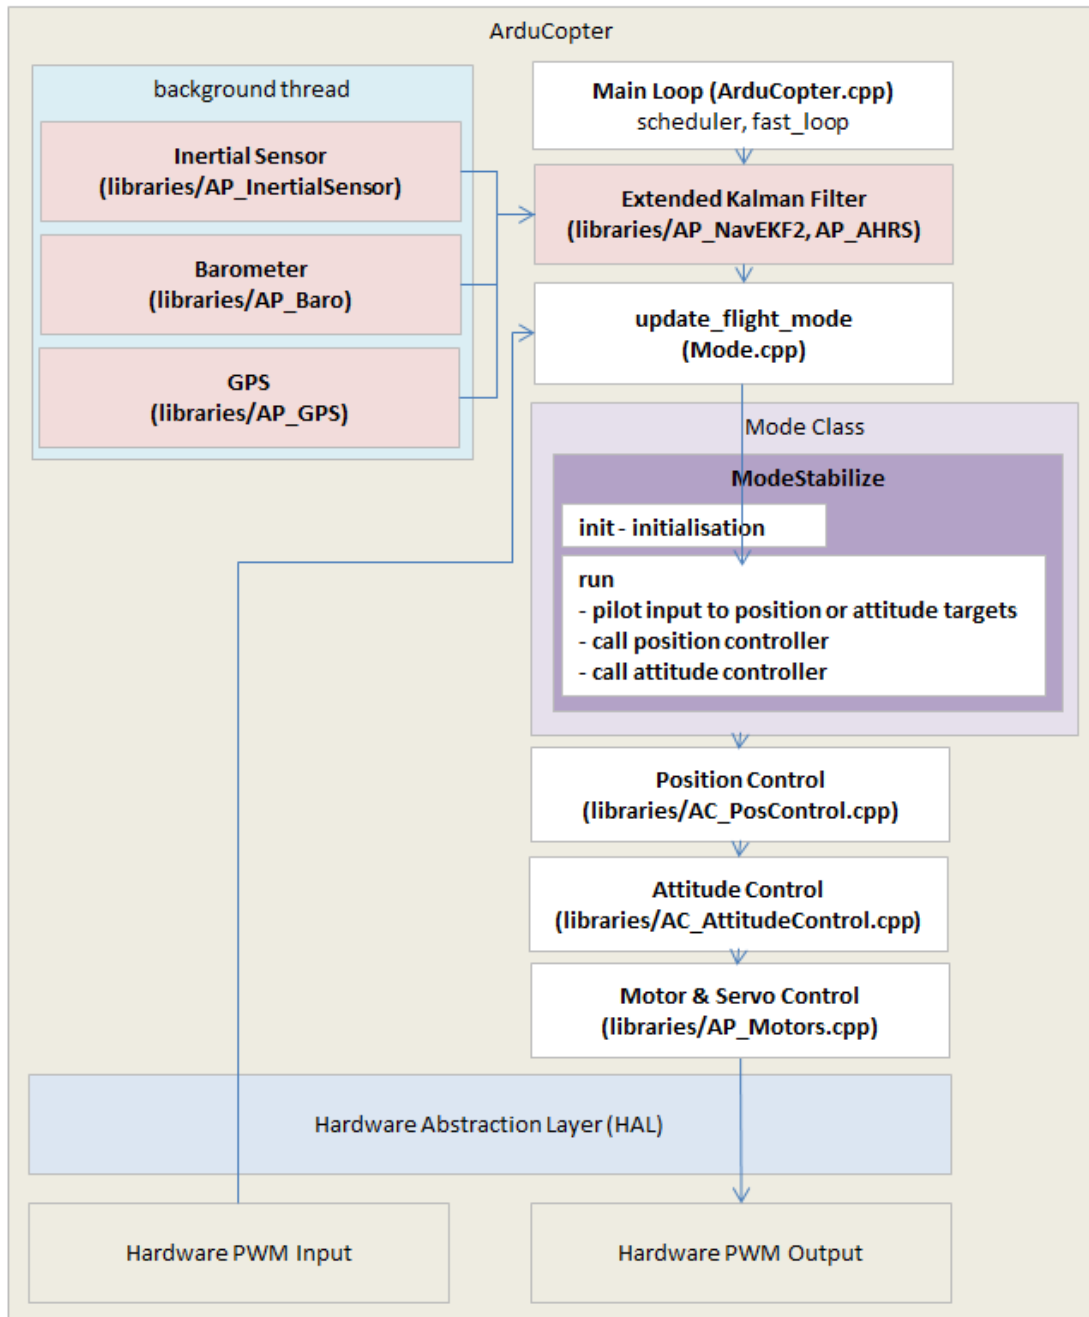 ArduCopter
background thread
Inertial Sensor
(libraries/AP_InertialSensor)
Barometer
(libraries/AP_Baro)
GPS
(libraries/AP_GPS)
Main Loop (ArduCopter.cpp)
scheduler, fast_loop
Extended Kalman Filter
(libraries/AP_NavEKF2, AP_AHRS)
update_flight_mode
(Mode.cpp)
Mode Class
ModeStabilize
init - initialisation
run
- pilot input to position or attitude targets
- call position controller
- call attitude controller
Position Control
(libraries/AC_PosControl.cpp)
Attitude Control
(libraries/AC_AttitudeControl.cpp)
Motor & Servo Control
(libraries/AP_Motors.cpp)
Hardware Abstraction Layer (HAL)
Hardware PWM Input
Hardware PWM Output